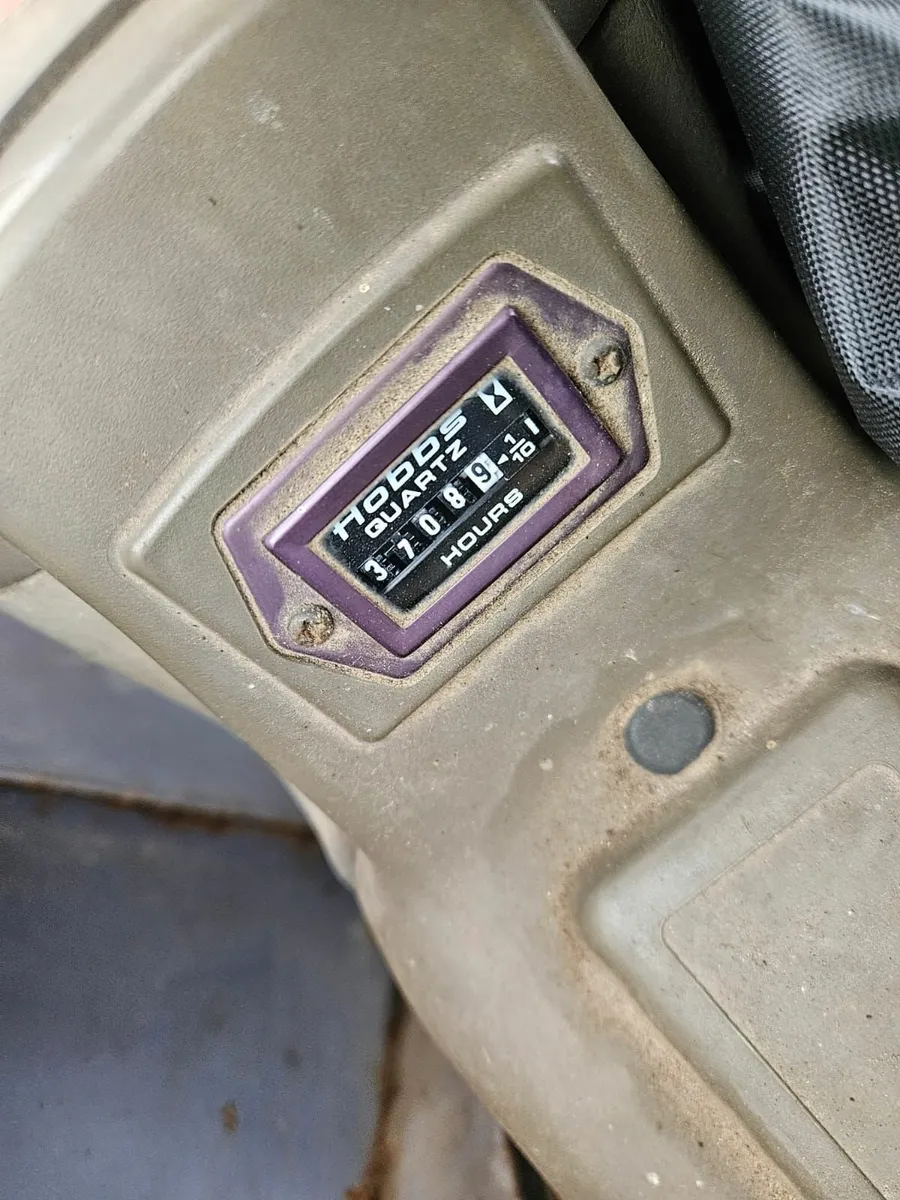 HOBBS
QUARTZ
37089 1/10
HOURS